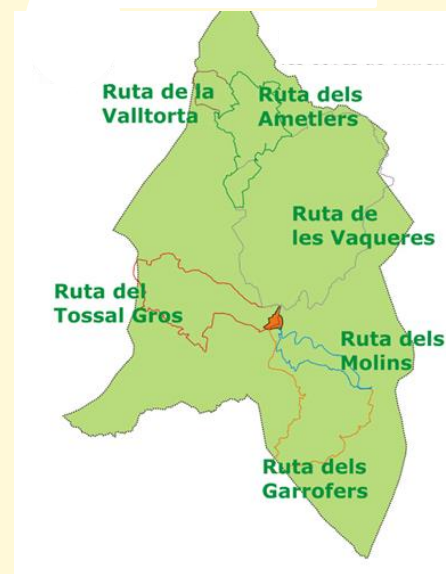 Ruta de la
Valltorta
Ruta dels
Ametlers
Ruta de
les Vaqueres
Ruta del
Tossal Gros
Ruta dels
Molins
Ruta dels
Garrofers